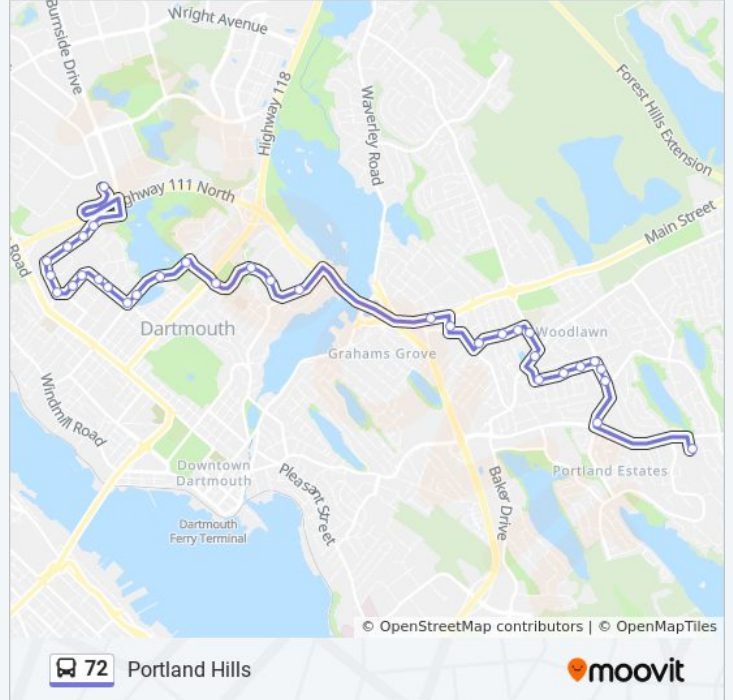 Burnside Drive
Wright Avenue
Highway 118
Waverley Road
Forest Hills Extension
ghway 111 North
Main Street
Road
Dartmouth
Woodlawn
Grahams Grove
Windmill Road
Downtown
Dartmouth
Pleasant Street
Baker Drive
Portland Estates
Dartmouth
Ferry Terminal
© OpenStreetMap contributors | © OpenMapTiles
72 Portland Hills
moovit